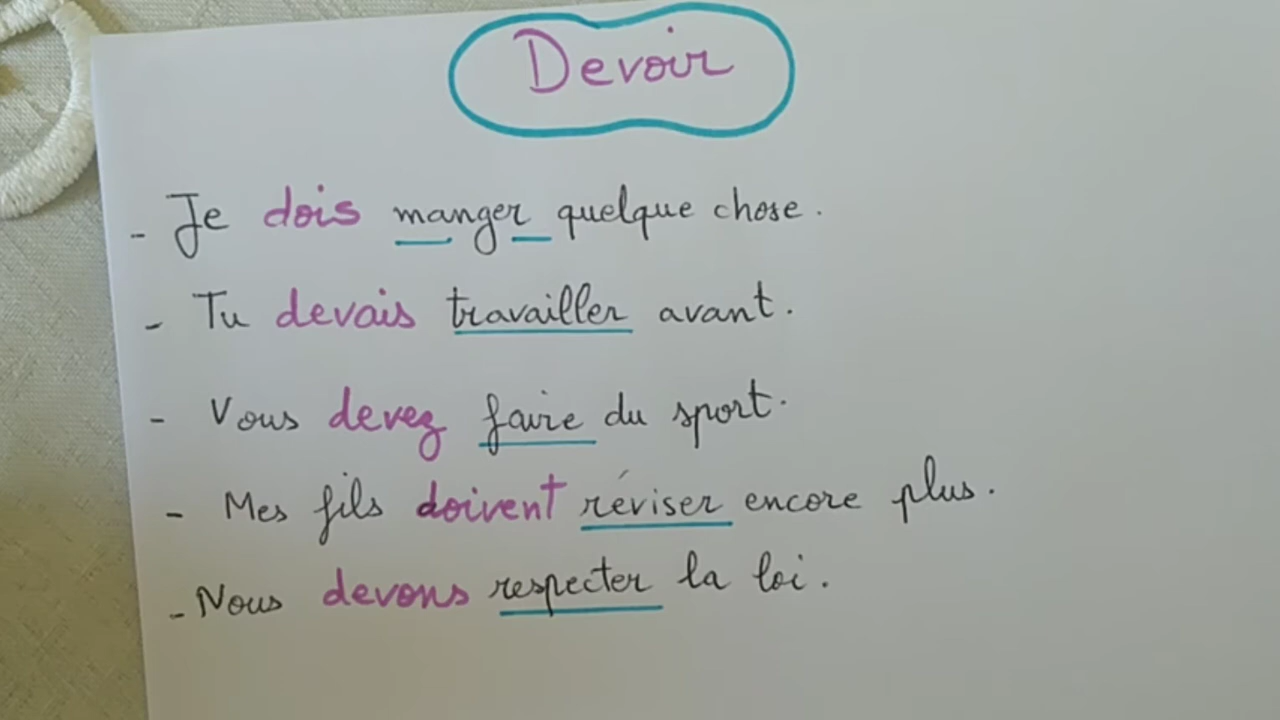 Devoir
- Je dois manger quelque chose.
- Tu devais travailler avant.
- Vous devez faire du sport.
- Mes fils doivent réviser encore plus.
- Nous devons respecter la loi.